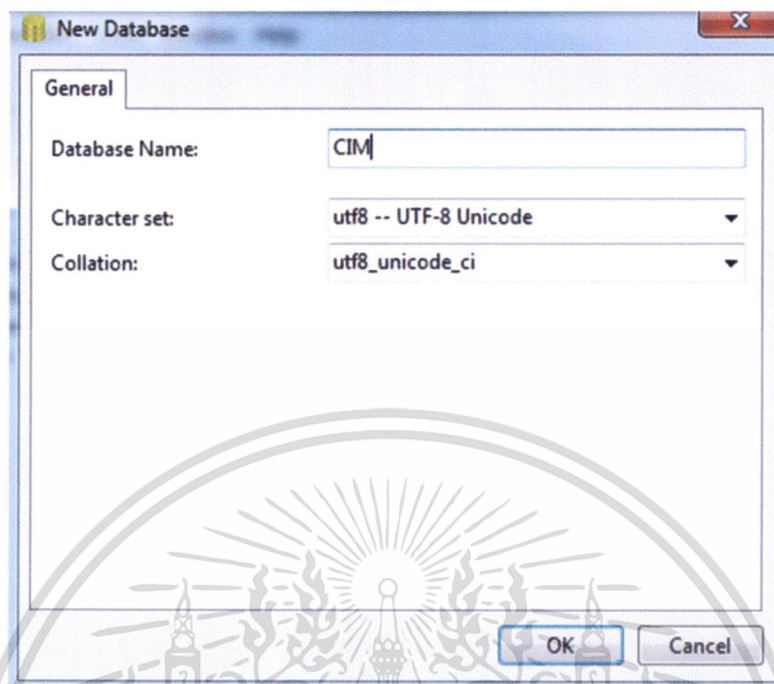 New Database
General
Database Name: CIM
Character set: utf8 -- UTF-8 Unicode
Collation: utf8_unicode_ci
OK Cancel